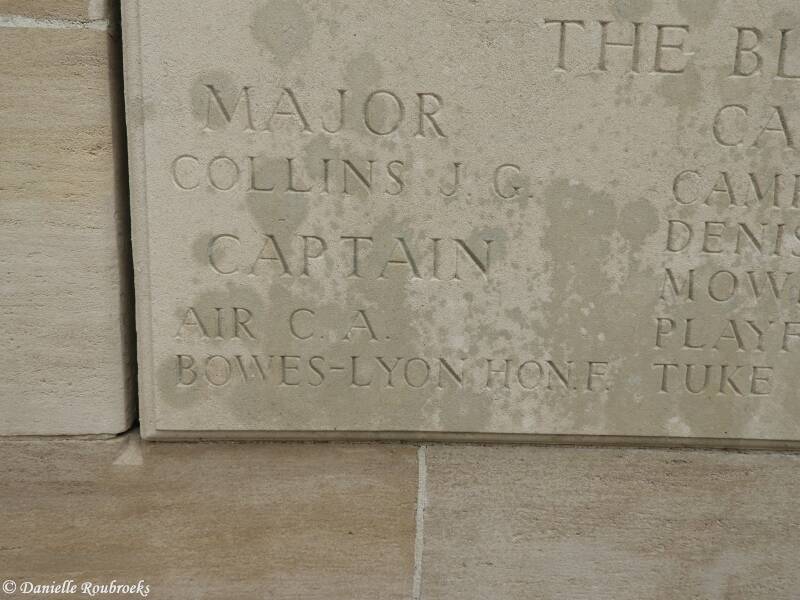 THE
MAJOR
COLLINS J. G.
CAPTAIN
AIR C. A.
BOWES-LYON HON. F.
TUKE
© Danielle Roubroeks